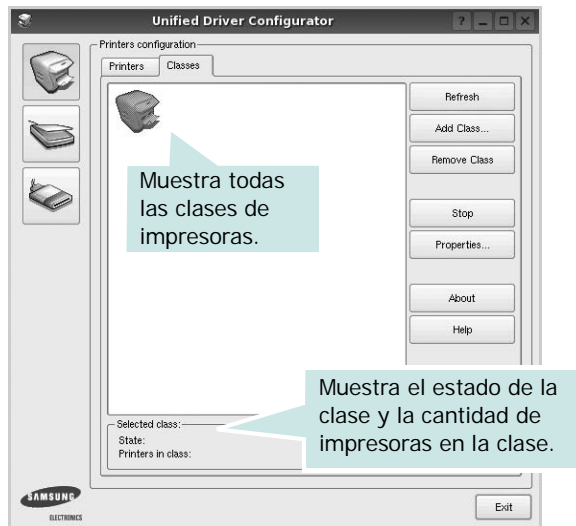 Unified Driver Configurator
Printers configuration
Printers Classes
Refresh
Add Class...
Remove Class
Muestra todas
las clases de
impresoras.
Stop
Properties...
About
Help
Muestra el estado de la
clase y la cantidad de
impresoras en la clase.
Selected class:
State:
Printers in class:
SAMSUNG
ELECTRONICS
Exit